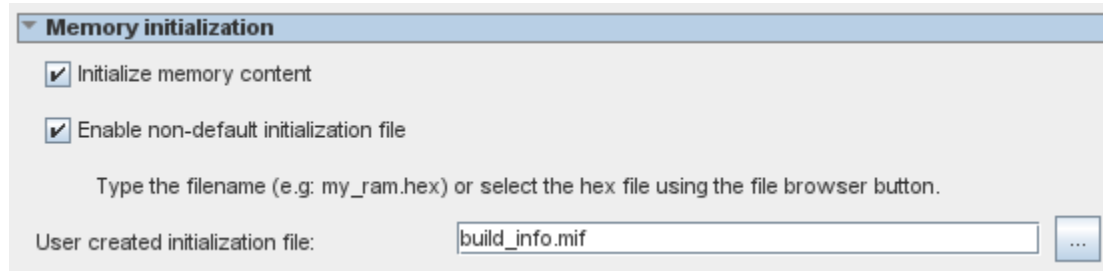 Memory initialization
Initialize memory content
Enable non-default initialization file
Type the filename (e.g: my_ram.hex) or select the hex file using the file browser button.
User created initialization file: build_info.mif ...